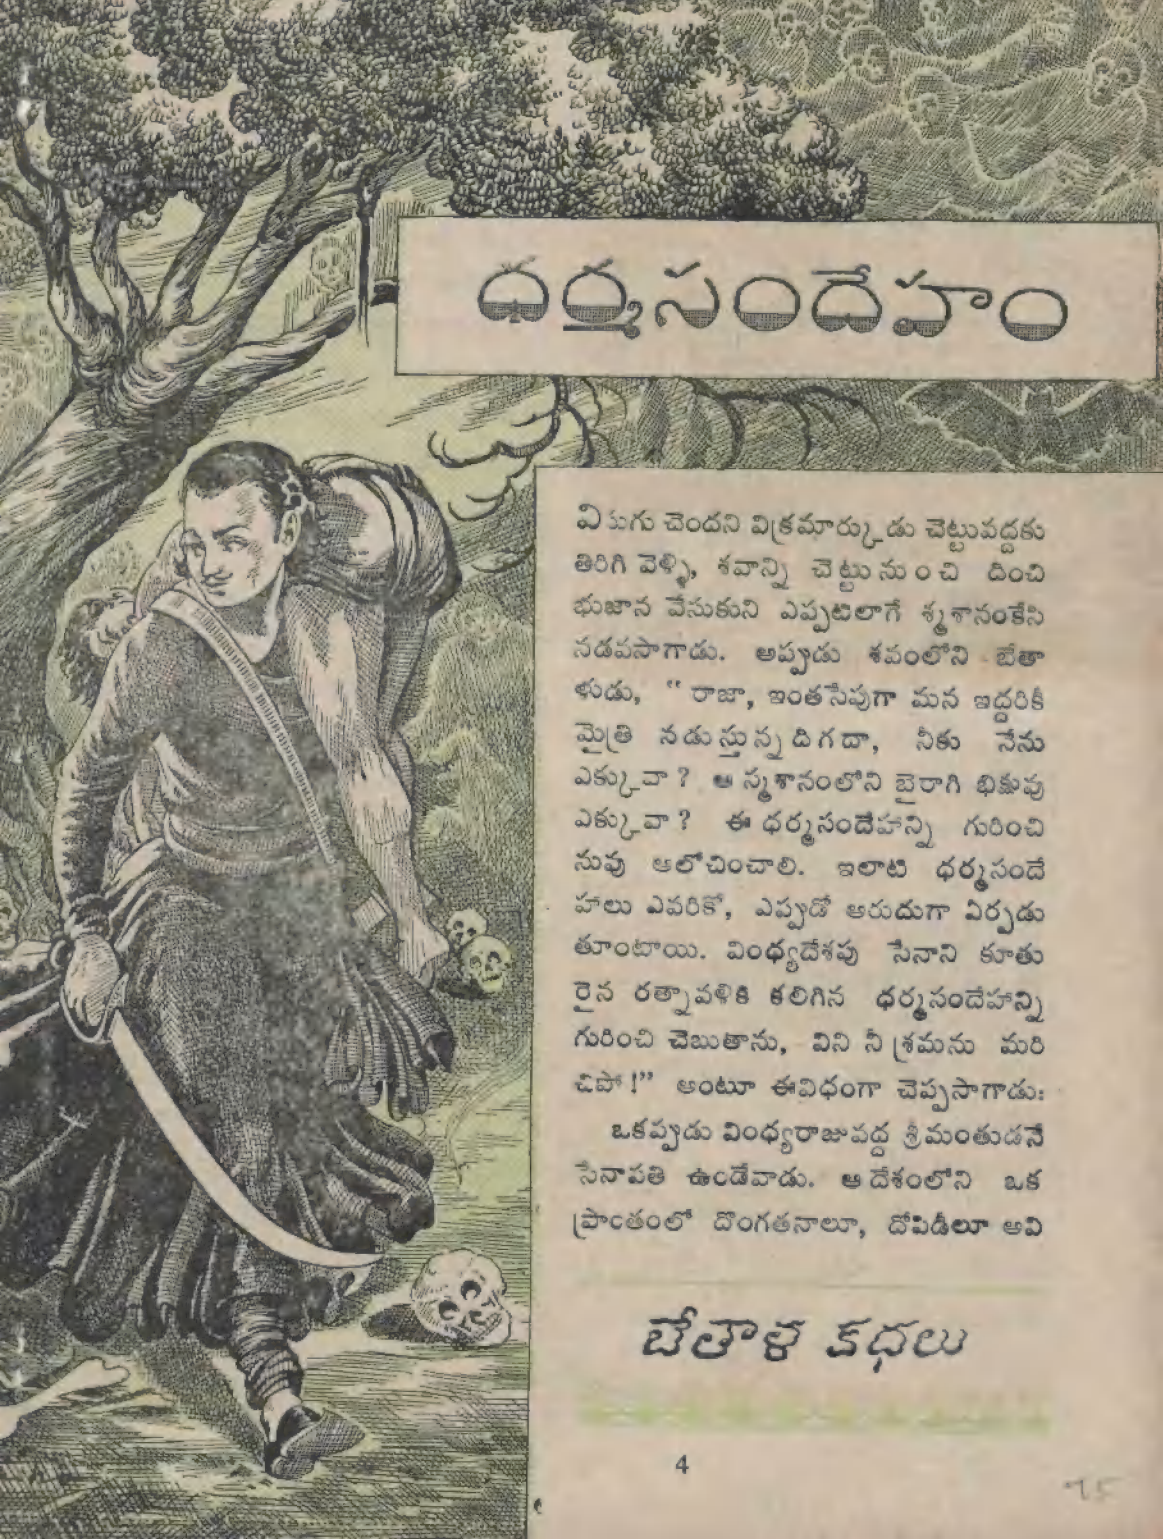 ధర్మసందేహం
విసుగు చెందని విక్రమార్కుడు చెట్టువద్దకు
తిరిగి వెళ్ళి, శవాన్ని చెట్టునుంచి దించి
భుజాన వేసుకుని ఎప్పటిలాగే శ్మశానంకేసి
నడవసాగాడు. అప్పుడు శవంలోని బేతా
ళుడు, “రాజా, ఇంతసేపుగా మన ఇద్దరికీ
మైత్రి నడుస్తున్నదిగదా, నీకు నేను
ఎక్కువా? ఆ స్మశానంలోని బైరాగి భిక్షువు
ఎక్కువా? ఈ ధర్మసందేహాన్ని గురించి
నువు ఆలోచించాలి. ఇలాటి ధర్మసందే
హాలు ఎవరికో, ఎప్పుడో అరుదుగా ఏర్పడు
తూంటాయి. వింధ్యదేశపు సేనాని కూతు
రైన రత్నావళికి కలిగిన ధర్మసందేహాన్ని
గురించి చెబుతాను, విని నీ శ్రమను మరి
చిపో!” అంటూ ఈవిధంగా చెప్పసాగాడు:
ఒకప్పుడు వింధ్యరాజువద్ద శ్రీమంతుడనే
సేనాపతి ఉండేవాడు. ఆ దేశంలోని ఒక
ప్రాంతంలో దొంగతనాలూ, దోపిడీలూ అవి
బేతాళ కథలు
4